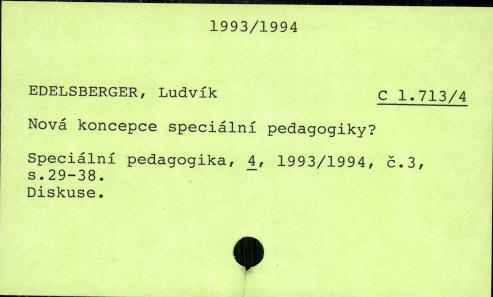 1993/1994
EDELSBERGER, Ludvík C 1.713/4
Nová koncepce speciální pedagogiky?
Speciální pedagogika, 4, 1993/1994, č.3,
s.29-38.
Diskuse.